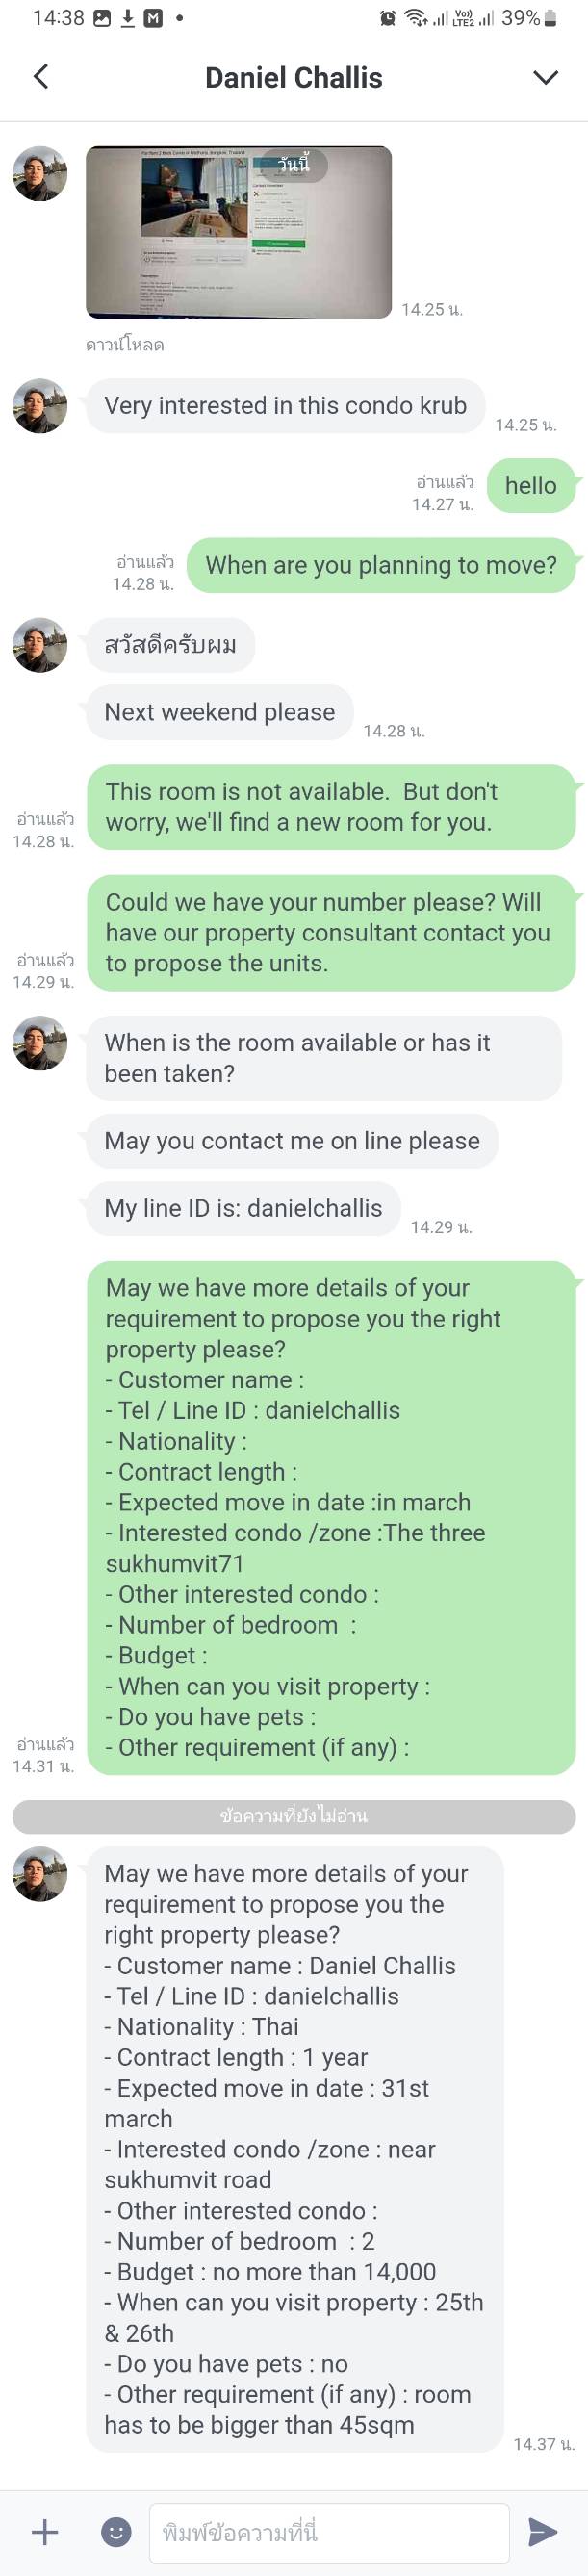 14:38
Vo))
LTE2
39%
Daniel Challis
วันนี้
14.25 น.
ดาวน์โหลด
Very interested in this condo krub
14.25 น.
hello
อ่านแล้ว
14.27 น.
When are you planning to move?
อ่านแล้ว
14.28 น.
สวัสดีครับผม
Next weekend please
14.28 น.
This room is not available.  But don't
worry, we'll find a new room for you.
อ่านแล้ว
14.28 น.
Could we have your number please? Will
have our property consultant contact you
to propose the units.
อ่านแล้ว
14.29 น.
When is the room available or has it
been taken?
May you contact me on line please
My line ID is: danielchallis
14.29 น.
May we have more details of your
requirement to propose you the right
property please?
- Customer name :
- Tel / Line ID : danielchallis
- Nationality :
- Contract length :
- Expected move in date :in march
- Interested condo /zone :The three
sukhumvit71
- Other interested condo :
- Number of bedroom  :
- Budget :
- When can you visit property :
- Do you have pets :
- Other requirement (if any) :
อ่านแล้ว
14.31 น.
ข้อความที่ยังไม่อ่าน
May we have more details of your
requirement to propose you the
right property please?
- Customer name : Daniel Challis
- Tel / Line ID : danielchallis
- Nationality : Thai
- Contract length : 1 year
- Expected move in date : 31st
march
- Interested condo /zone : near
sukhumvit road
- Other interested condo :
- Number of bedroom  : 2
- Budget : no more than 14,000
- When can you visit property : 25th
& 26th
- Do you have pets : no
- Other requirement (if any) : room
has to be bigger than 45sqm
14.37 น.
พิมพ์ข้อความที่นี่